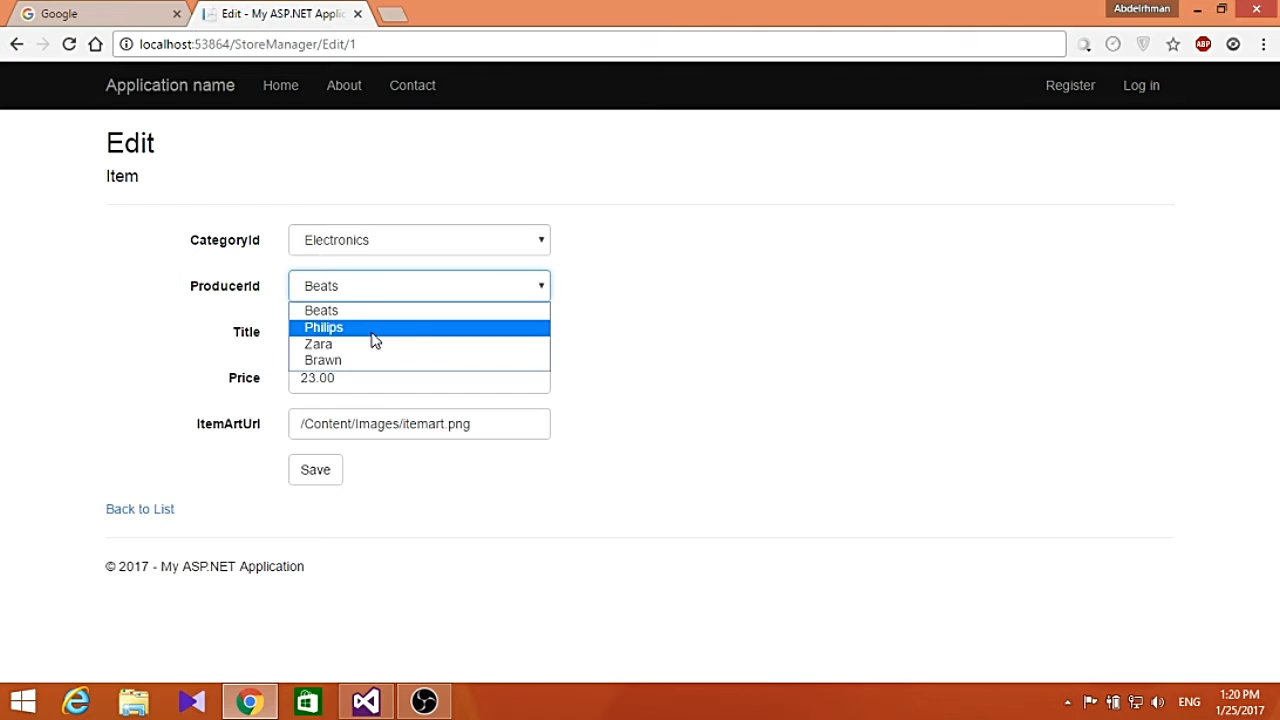 Google
Edit - My ASP.NET Applic
Abdelrhman
localhost:53864/StoreManager/Edit/1
ABP
Application name
Home
About
Contact
Register
Log in
Edit
Item
CategoryId
Electronics
ProducerId
Beats
Beats
Philips
Title
Zara
Brawn
Price
23.00
ItemArtUrl
/Content/Images/itemart.png
Save
Back to List
© 2017 - My ASP.NET Application
ENG
1:20 PM
1/25/2017